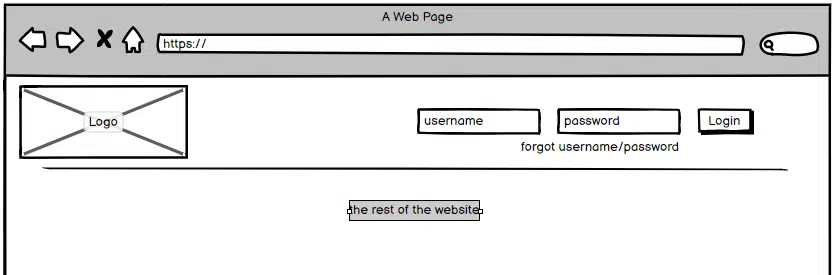 A Web Page
https://
Logo
username
password
Login
forgot username/password
the rest of the website